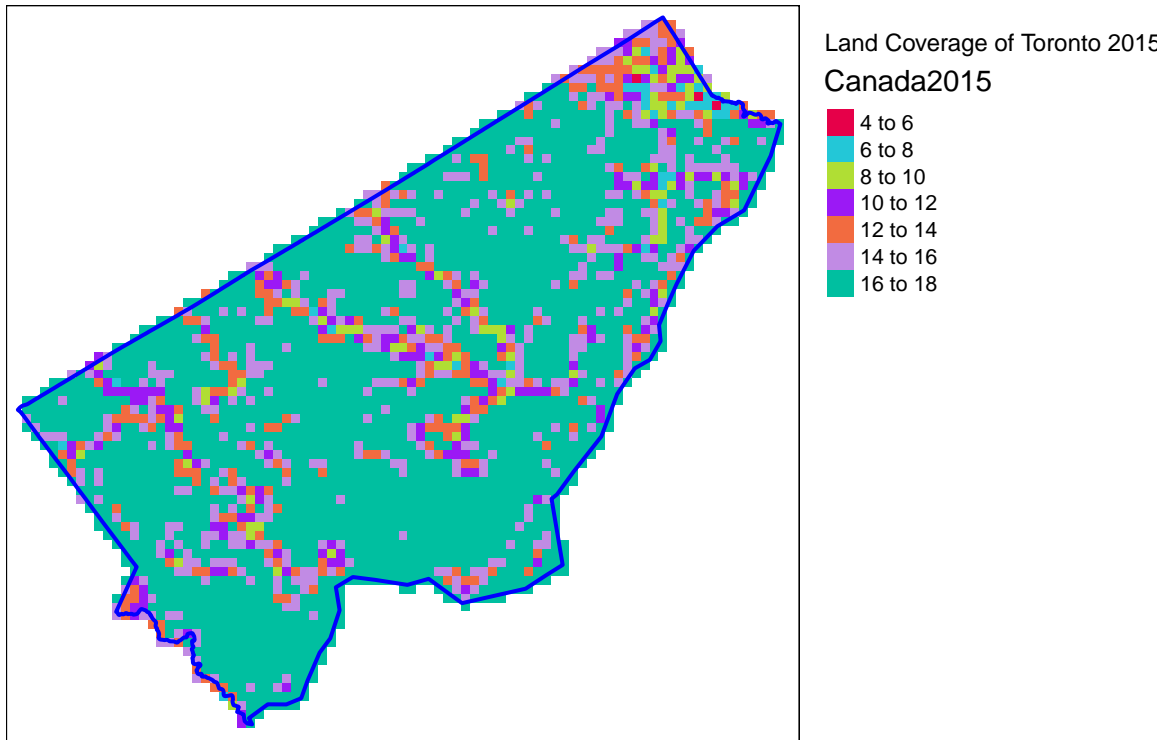 Land Coverage of Toronto 2015
Canada2015
4 to 6
6 to 8
8 to 10
10 to 12
12 to 14
14 to 16
16 to 18